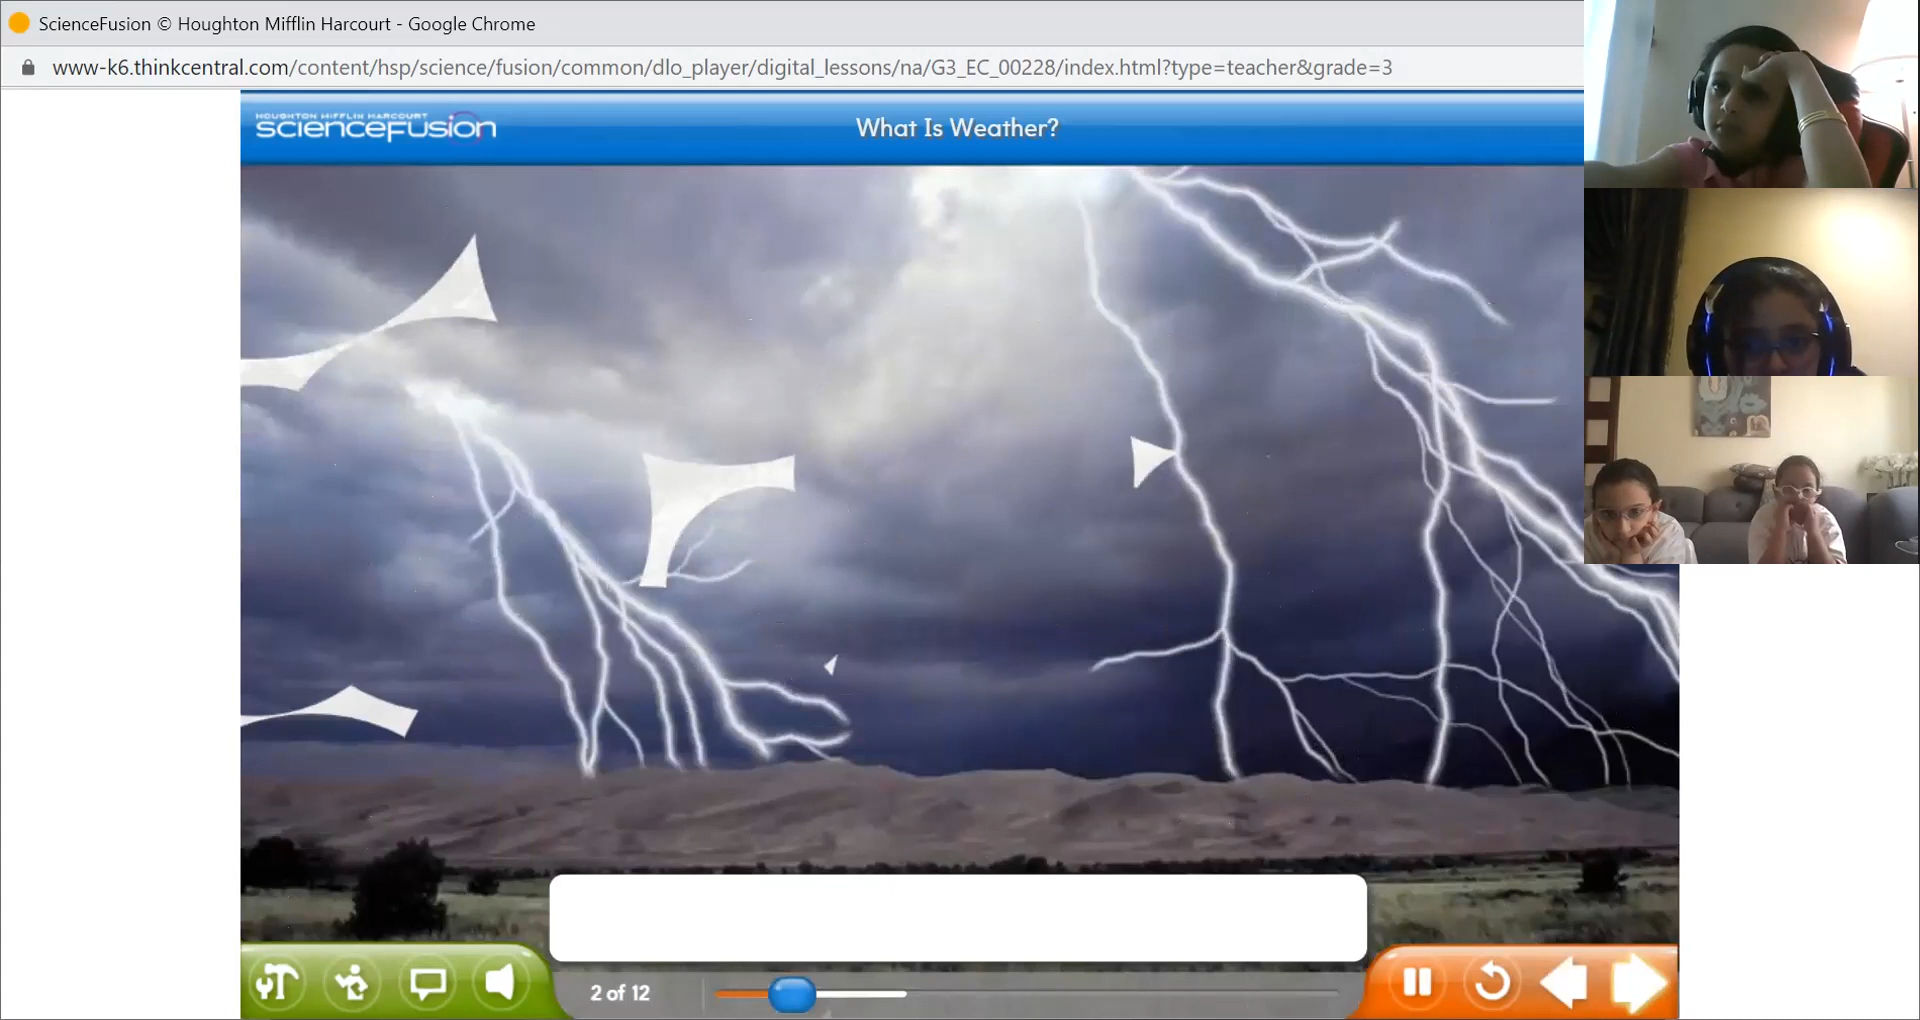 ScienceFusion © Houghton Mifflin Harcourt - Google Chrome
www-k6.thinkcentral.com/content/hsp/science/fusion/common/dlo_player/digital_lessons/na/G3_EC_00228/index.html?type=teacher&grade=3
HOUGHTON MIFFLIN HARCOURT
SCIENCEFUSION
What Is Weather?
2 of 12